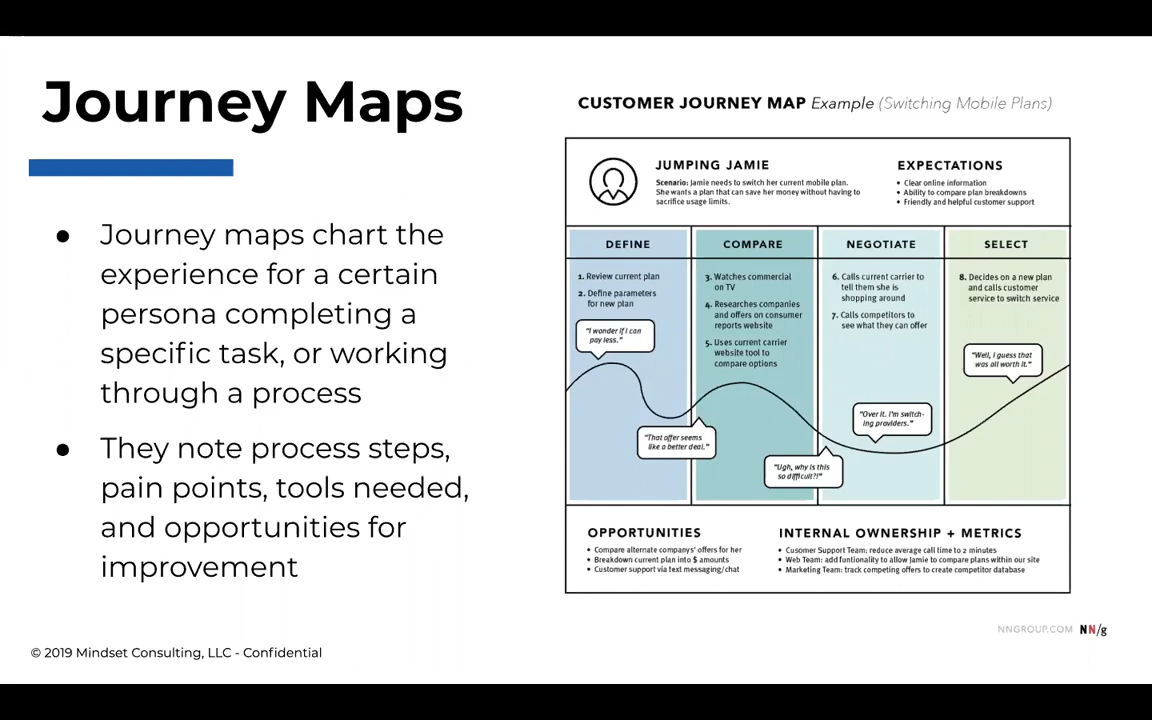 Journey Maps
● Journey maps chart the
experience for a certain
persona completing a
specific task, or working
through a process
● They note process steps,
pain points, tools needed,
and opportunities for
improvement
© 2019 Mindset Consulting, LLC - Confidential
CUSTOMER JOURNEY MAP Example (Switching Mobile Plans)
JUMPING JAMIE
Scenario: Jamie needs to switch her current mobile plan.
She wants a plan that can save her money without having to
sacrifice usage limits.
EXPECTATIONS
• Clear online information
• Ability to compare plan breakdowns
• Friendly and helpful customer support
DEFINE
1. Review current plan
2. Define parameters
for new plan
"I wonder if I can
pay less."
"That offer seems
like a better deal."
COMPARE
3. Watches commercial
on TV
4. Researches companies
and offers on consumer
reports website
5. Uses current carrier
website tool to
compare options
"Ugh, why is this
so difficult?!"
NEGOTIATE
6. Calls current carrier to
tell them she is
shopping around
7. Calls competitors to
see what they can offer
"Over it. I'm switch-
ing providers."
SELECT
8. Decides on a new plan
and calls customer
service to switch service
"Well, I guess that
was all worth it."
OPPORTUNITIES
• Compare alternate company' offers for her
• Breakdown current plan into $ amounts
• Customer support via text messaging/chat
INTERNAL OWNERSHIP + METRICS
• Cusomer Support Team: reduce average call time to 2 minutes
• Web Team: add funtionality to allow Jamie to compare plans within our site
• Marketing Team: track competing offers to create competitor database
NNGROUP.COM NN/g